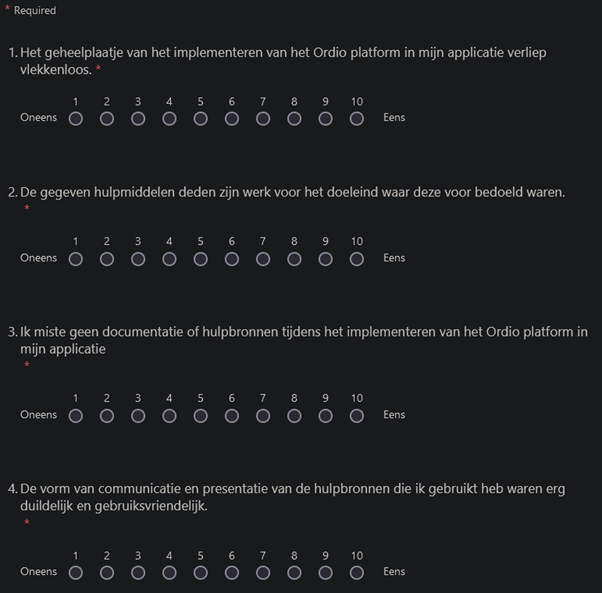 * Required
1. Het geheelplaatje van het implementeren van het Ordio platform in mijn applicatie verliep
vlekkenloos. *
1 2 3 4 5 6 7 8 9 10
Oneens Eens
2. De gegeven hulpmiddelen deden zijn werk voor het doeleind waar deze voor bedoeld waren.
*
1 2 3 4 5 6 7 8 9 10
Oneens Eens
3. Ik miste geen documentatie of hulpbronnen tijdens het implementeren van het Ordio platform in
mijn applicatie
*
1 2 3 4 5 6 7 8 9 10
Oneens Eens
4. De vorm van communicatie en presentatie van de hulpbronnen die ik gebruikt heb waren erg
duildelijk en gebruiksvriendelijk.
*
1 2 3 4 5 6 7 8 9 10
Oneens Eens